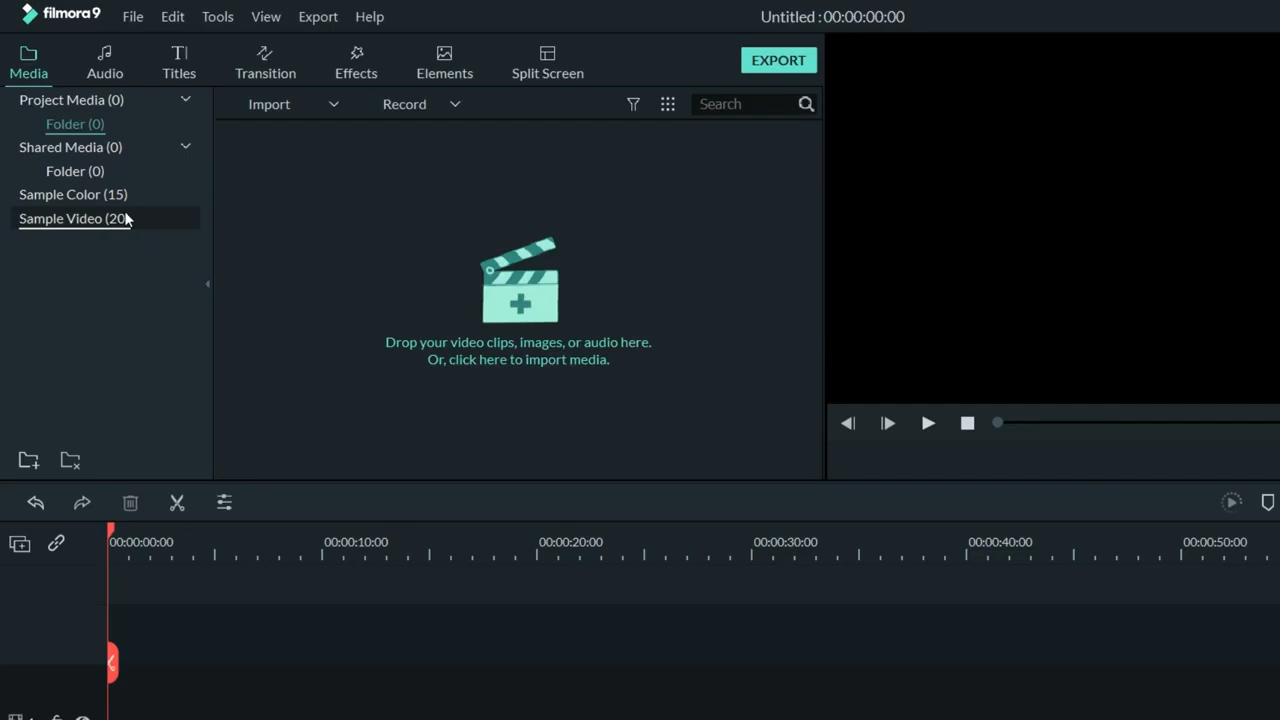 filmora9 File Edit Tools View Export Help Untitled : 00:00:00:00
Media Audio Titles Transition Effects Elements Split Screen EXPORT
Project Media (0) Import Record Search
Folder (0)
Shared Media (0)
Folder (0)
Sample Color (15)
Sample Video (20)
Drop your video clips, images, or audio here.
Or, click here to import media.
00:00:00:00 00:00:10:00 00:00:20:00 00:00:30:00 00:00:40:00 00:00:50:00